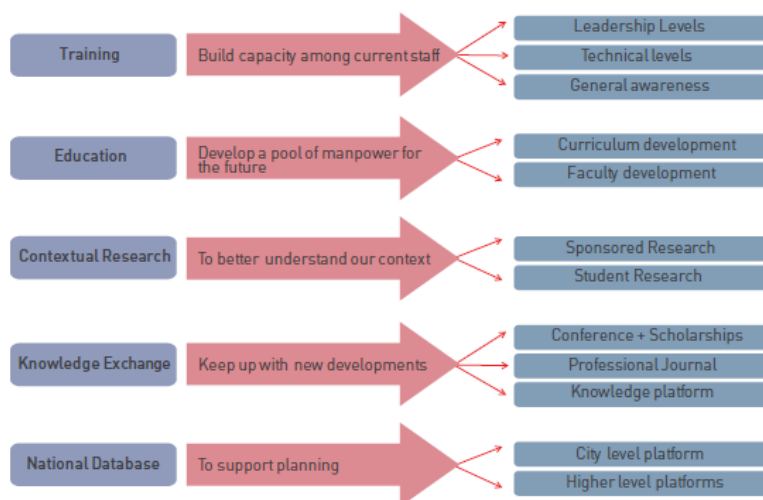 Training
Build capacity among current staff
Leadership Levels
Technical levels
General awareness
Education
Develop a pool of manpower for
the future
Curriculum development
Faculty development
Contextual Research
To better understand our context
Sponsored Research
Student Research
Knowledge Exchange
Keep up with new developments
Conference + Scholarships
Professional Journal
Knowledge platform
National Database
To support planning
City level platform
Higher level platforms